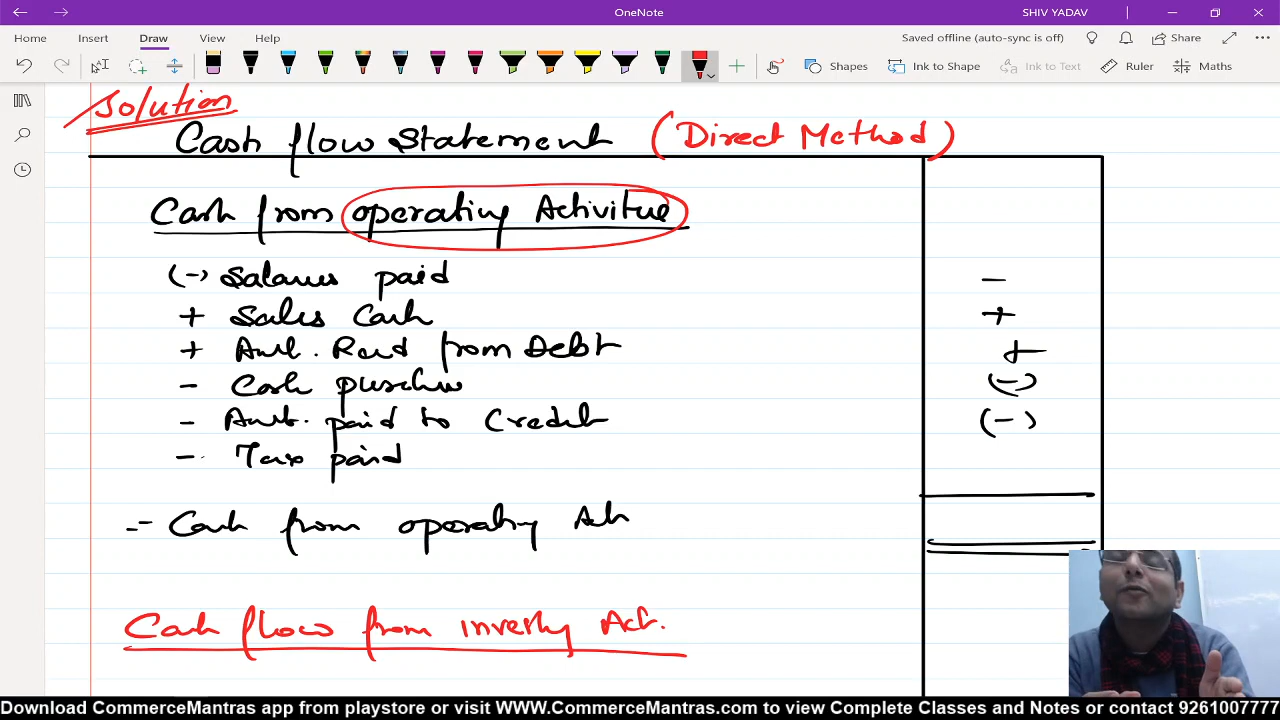 OneNote
SHIV YADAV
Home Insert Draw View Help
Saved offline (auto-sync is off)
Share
Shapes
Ink to Shape
Ink to Text
Ruler
Maths
Solution
Cash flow Statement (Direct Method)
Cash from operating Activitue
(-) Salaries paid -
+ Sales Cash +
+ Amt. Recd from Debt +
- Cash purchase (-)
- Amt. paid to Credit (-)
- Tax paid
Cash from operating Act
Cash flow from investy Act.
Download CommerceMantras app from playstore or visit WWW.CommerceMantras.com to view Complete Classes and Notes or contact 9261007777